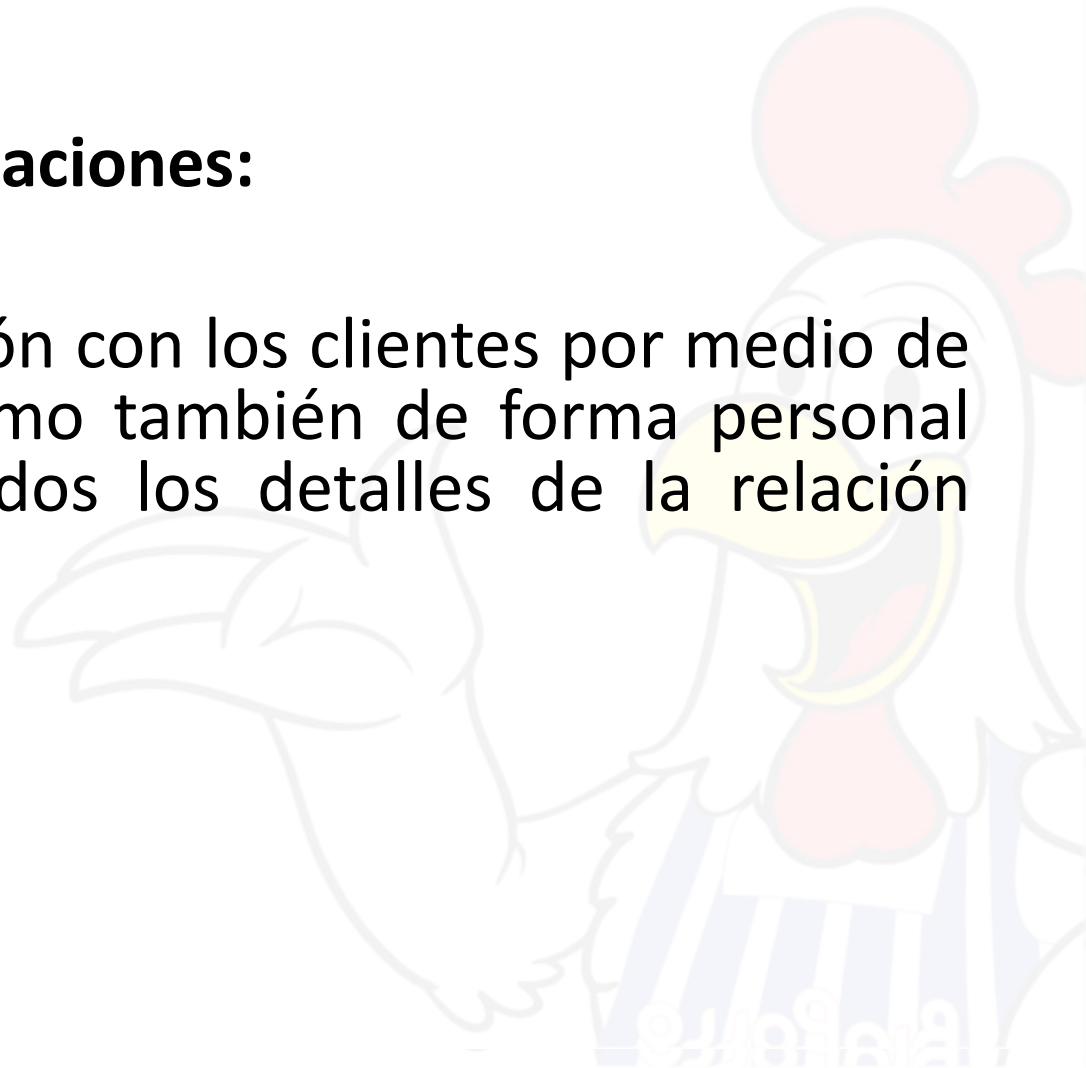 aciones:
ón con los clientes por medio de
mo también de forma personal
dos los detalles de la relación